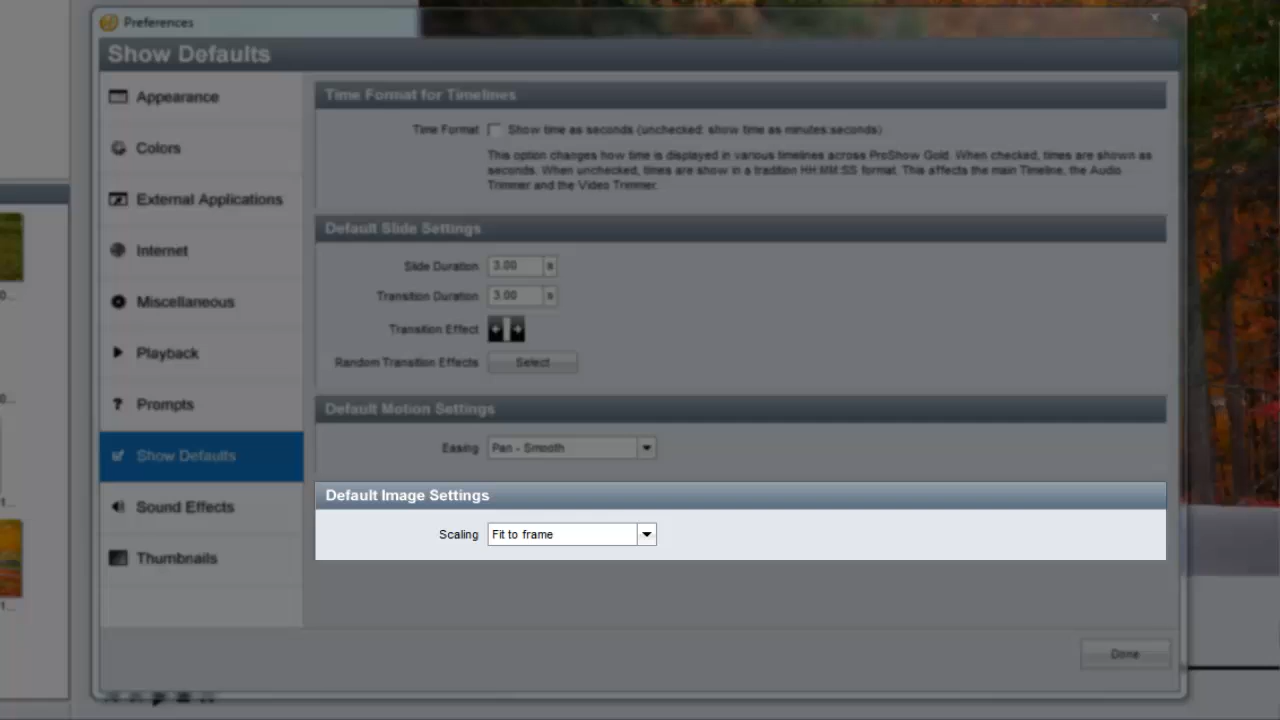 Preferences
x
Show Defaults
Appearance
Colors
External Applications
Internet
Miscellaneous
Playback
? Prompts
Show Defaults
Sound Effects
Thumbnails
Time Format for Timelines
Time Format Show time as seconds (unchecked: show time as minutes:seconds)
This option changes how time is displayed in various timelines across ProShow Gold. When checked, times are shown as
seconds. When unchecked, times are show in a tradition HH:MM:SS format. This affects the main Timeline, the Audio
Trimmer and the Video Trimmer.
Default Slide Settings
Slide Duration 3.00 s
Transition Duration 3.00 s
Transition Effect
Random Transition Effects Select
Default Motion Settings
Easing Pan - Smooth
Default Image Settings
Scaling Fit to frame
Done
0...
0...
1...
1...